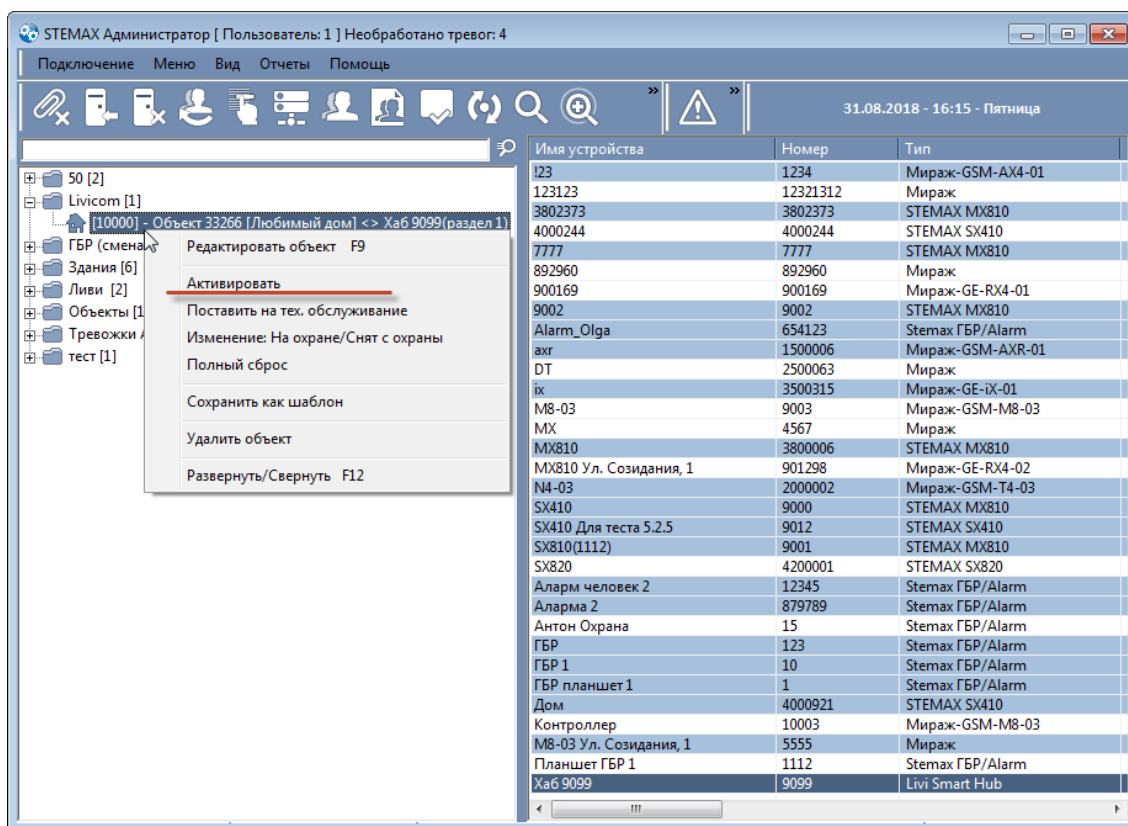 STEMAX Администратор [ Пользователь: 1 ] Необработано тревог: 4
Подключение Меню Вид Отчеты Помощь
31.08.2018 - 16:15 - Пятница
50 [2]
Livicom [1]
[10000] - Объект 33266 [Любимый дом] <> Хаб 9099(раздел 1)
ГБР (смена
Здания [6]
Ливи [2]
Объекты [1
Тревожки
тест [1]
Редактировать объект F9
Активировать
Поставить на тех. обслуживание
Изменение: На охране/Снят с охраны
Полный сброс
Сохранить как шаблон
Удалить объект
Развернуть/Свернуть F12
Имя устройства Номер Тип
!23 1234 Мираж-GSM-AX4-01
123123 12321312 Мираж
3802373 3802373 STEMAX MX810
4000244 4000244 STEMAX SX410
7777 7777 STEMAX MX810
892960 892960 Мираж
900169 900169 Мираж-GE-RX4-01
9002 9002 STEMAX MX810
Alarm_Olga 654123 Stemax ГБР/Alarm
axr 1500006 Мираж-GSM-AXR-01
DT 2500063 Мираж
ix 3500315 Мираж-GE-iX-01
M8-03 9003 Мираж-GSM-M8-03
MX 4567 Мираж
MX810 3800006 STEMAX MX810
MX810 Ул. Созидания, 1 901298 Мираж-GE-RX4-02
N4-03 2000002 Мираж-GSM-T4-03
SX410 9000 STEMAX MX810
SX410 Для теста 5.2.5 9012 STEMAX SX410
SX810(1112) 9001 STEMAX MX810
SX820 4200001 STEMAX SX820
Аларм человек 2 12345 Stemax ГБР/Alarm
Аларма 2 879789 Stemax ГБР/Alarm
Антон Охрана 15 Stemax ГБР/Alarm
ГБР 123 Stemax ГБР/Alarm
ГБР 1 10 Stemax ГБР/Alarm
ГБР планшет 1 1 Stemax ГБР/Alarm
Дом 4000921 STEMAX SX410
Контроллер 10003 Мираж-GSM-M8-03
М8-03 Ул. Созидания, 1 5555 Мираж
Планшет ГБР 1 1112 Stemax ГБР/Alarm
Хаб 9099 9099 Livi Smart Hub